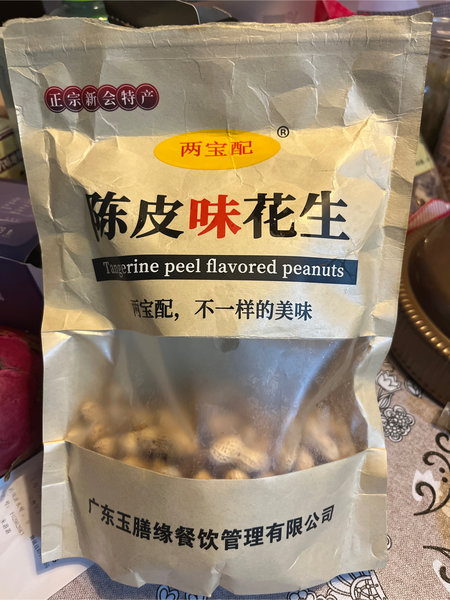 正宗新会特产
两宝配®
陈皮味花生
Tangerine peel flavored peanuts
两宝配，不一样的美味
广东玉膳缘餐饮管理有限公司